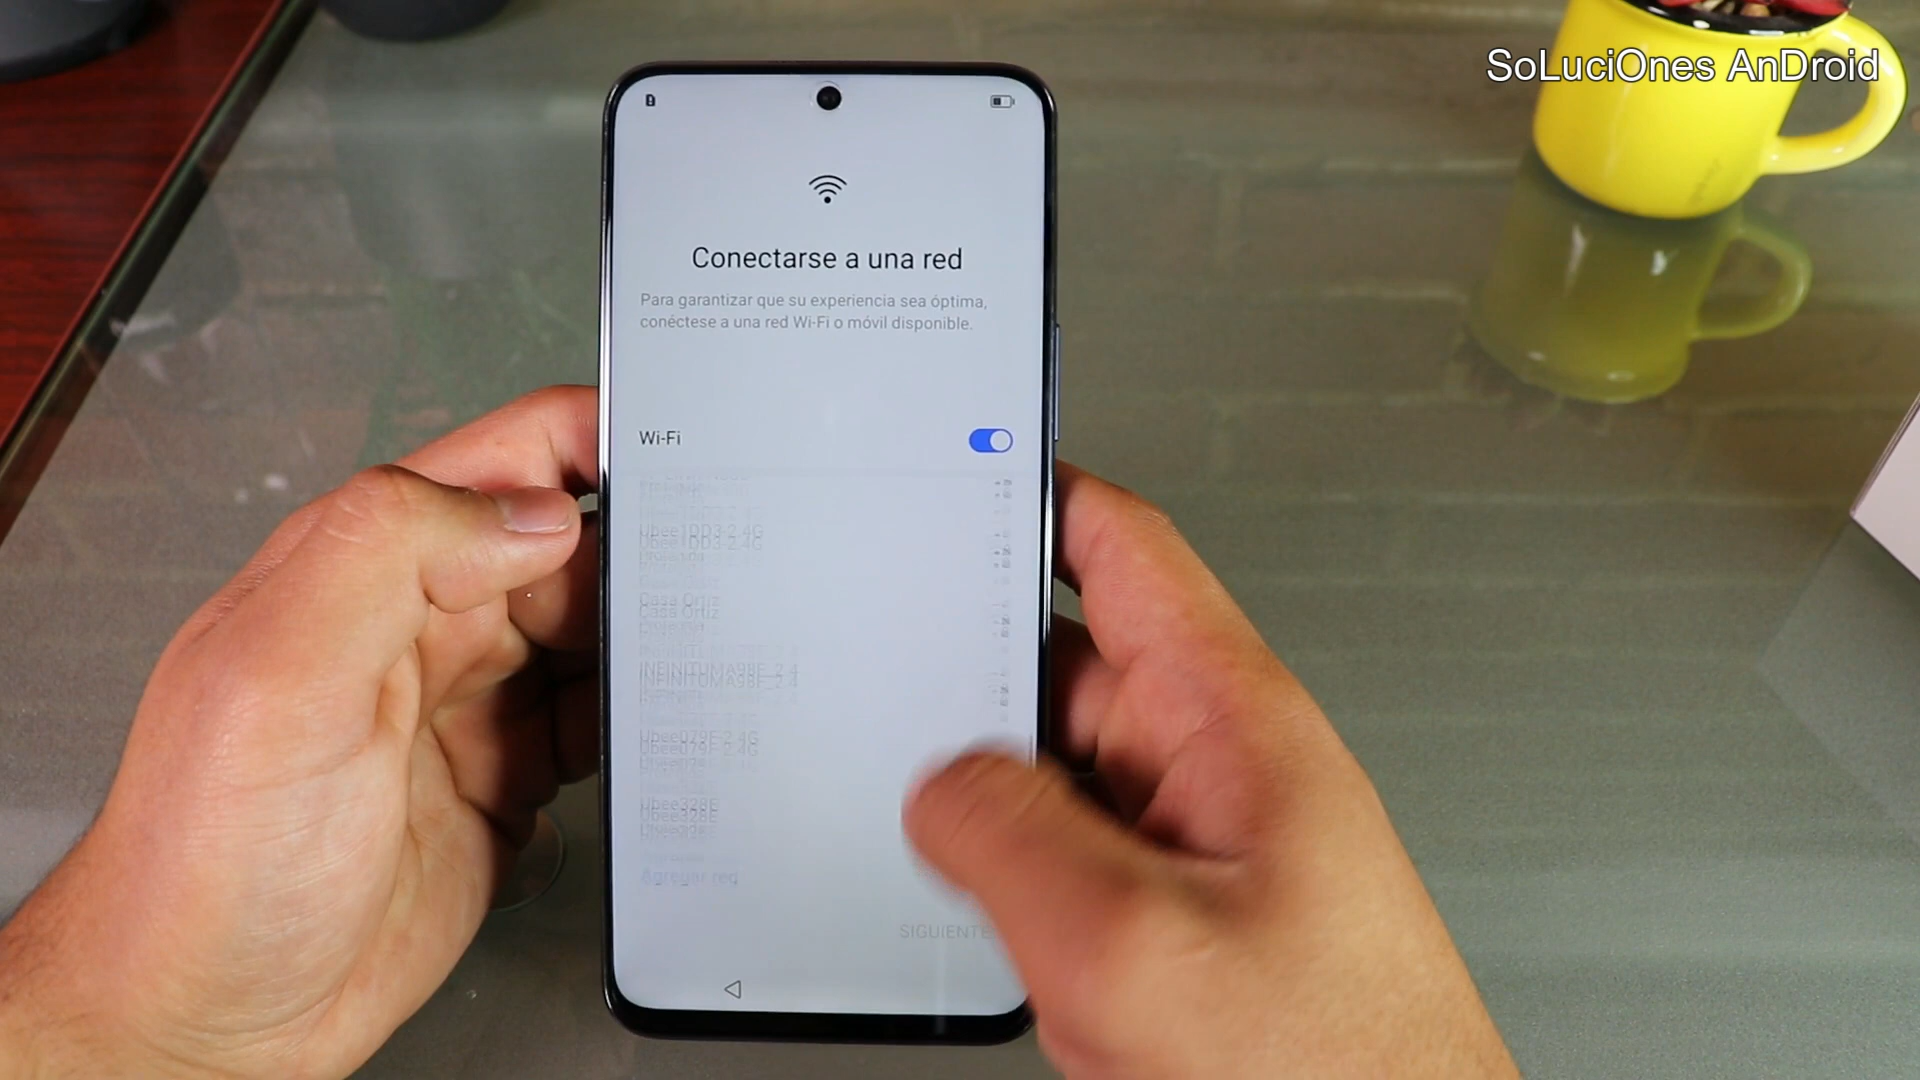 SoLuciOnes AnDroid
Conectarse a una red
Para garantizar que su experiencia sea óptima,
conéctese a una red Wi-Fi o móvil disponible.
Wi-Fi
Ubee1DD3-2.4G
Casa Ortiz
INFINITUMA98F_2.4
Ubee079F-2.4G
Ubee328E
Agregar red
SIGUIENTE